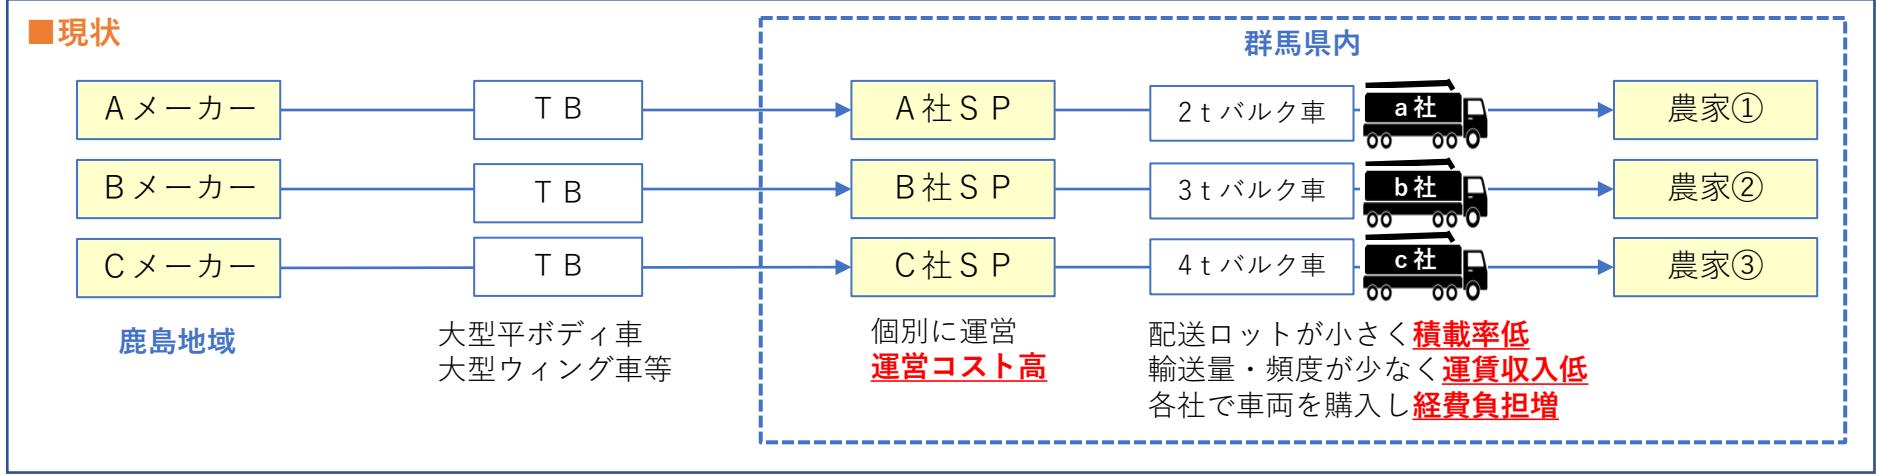 ■現状
群馬県内
Aメーカー
TB
A社SP
2tバルク車
a社
農家①
Bメーカー
TB
B社SP
3tバルク車
b社
農家②
Cメーカー
TB
C社SP
4tバルク車
c社
農家③
鹿島地域
大型平ボディ車
大型ウィング車等
個別に運営
運営コスト高
配送ロットが小さく積載率低
輸送量・頻度が少なく運賃収入低
各社で車両を購入し経費負担増